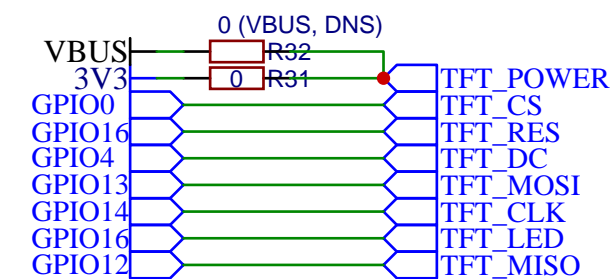 0 (VBUS, DNS)
VBUS R32
3V3 0 R31 TFT_POWER
GPIO0 TFT_CS
GPIO16 TFT_RES
GPIO4 TFT_DC
GPIO13 TFT_MOSI
GPIO14 TFT_CLK
GPIO16 TFT_LED
GPIO12 TFT_MISO